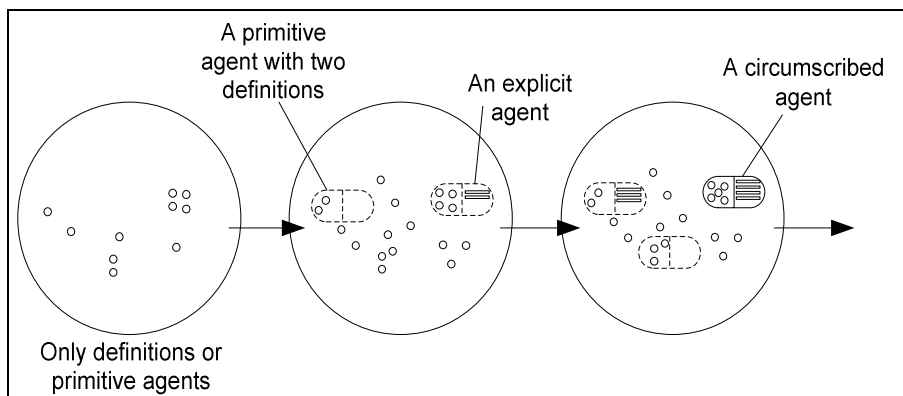 A primitive
agent with two
definitions
An explicit
agent
A circumscribed
agent
Only definitions or
primitive agents